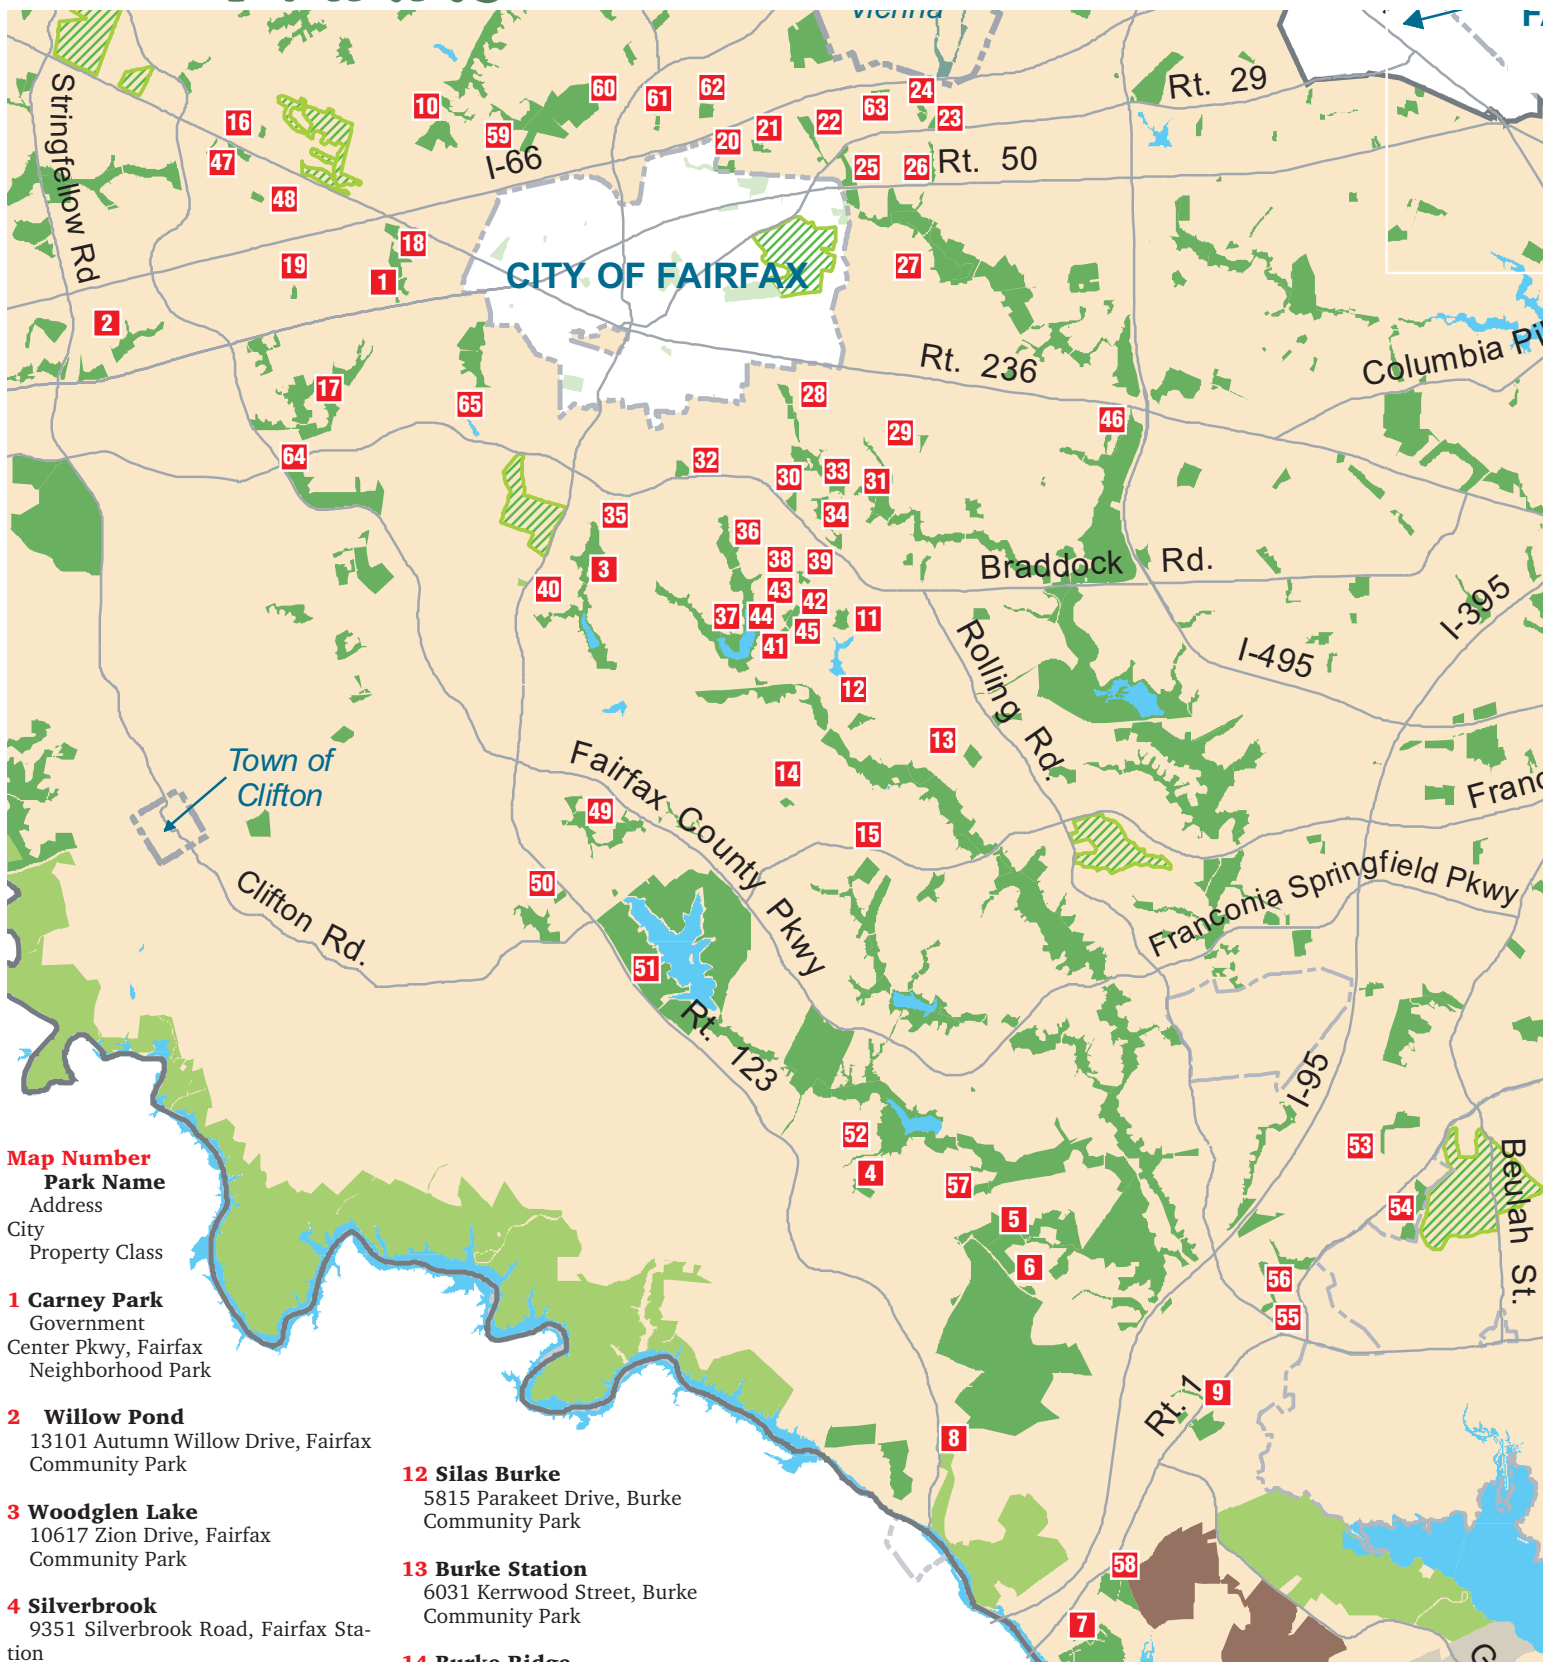 Vienna
Rt. 29
Stringfellow Rd
60
62
61
24
10
63
16
23
22
21
59
20
I-66
47
25
26
Rt. 50
48
18
19
27
1
CITY OF FAIRFAX
2
Columbia
Rt. 236
17
28
65
46
29
64
32
33
30
31
35
34
36
38
39
3
Braddock Rd.
40
43
42
I-395
37
44
11
45
41
Rolling Rd.
I-495
12
13
Fairfax County Pkwy
Town of
Clifton
14
49
15
50
Franconia Springfield Pkwy
Clifton Rd.
51
Rt. 123
I-95
52
53
4
57
Beulah St.
54
5
6
56
55
9
Rt. 1
8
58
7
Map Number
Park Name
Address
City
Property Class
1 Carney Park
Government
Center Pkwy, Fairfax
Neighborhood Park
2 Willow Pond
13101 Autumn Willow Drive, Fairfax
Community Park
3 Woodglen Lake
10617 Zion Drive, Fairfax
Community Park
4 Silverbrook
9351 Silverbrook Road, Fairfax Sta-
tion
12 Silas Burke
5815 Parakeet Drive, Burke
Community Park
13 Burke Station
6031 Kerrwood Street, Burke
Community Park
14 Burke Ridge